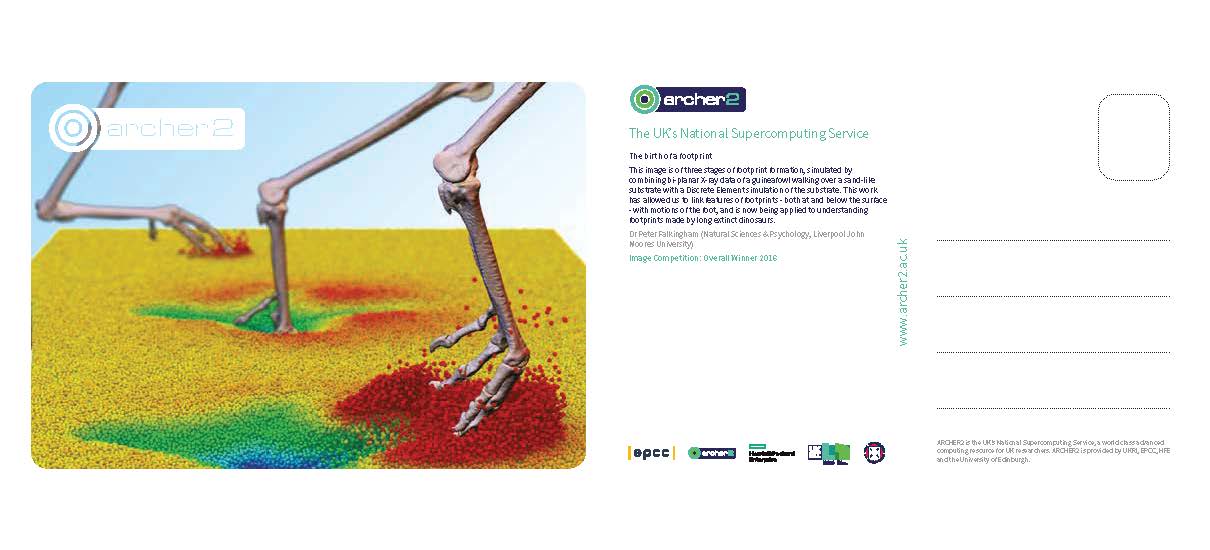 archer2
archer2
The UK's National Supercomputing Service
The birth of a footprint
This image is of three stages of footprint formation, simulated by
combining bi-planar X-ray data of a guineafowl walking over a sand-like
substrate with a Discrete Element simulation of the substrate. This work
has allowed us to link features of footprints - both at and below the surface
- with motions of the foot, and is now being applied to understanding
footprints made by long extinct dinosaurs.
Dr Peter Falkingham (Natural Sciences & Psychology, Liverpool John
Moores University)
Image Competition: Overall Winner 2016
www.archer2.ac.uk
epcc
archer2
Hewlett Packard
Enterprise
ARCHER2 is the UK's National Supercomputing Service, a world class advanced
computing resource for UK researchers. ARCHER2 is provided by UKRI, EPCC, HPE
and the University of Edinburgh.